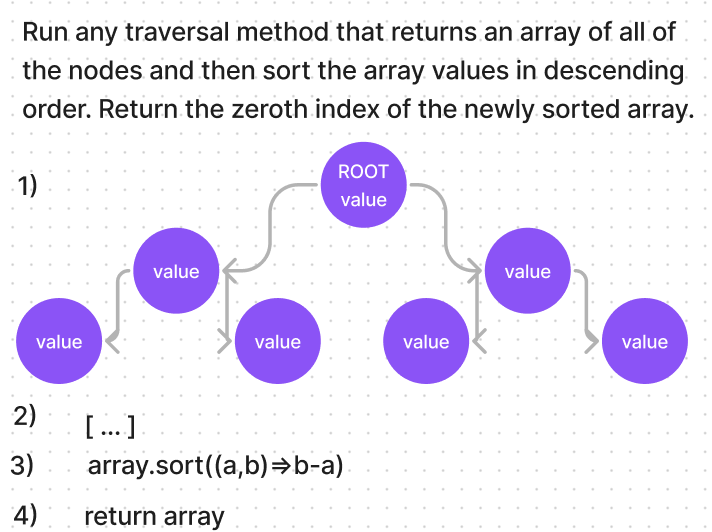 Run any traversal method that returns an array of all of
the nodes and then sort the array values in descending
order. Return the zeroth index of the newly sorted array.
1)
ROOT
value
value
value
value
value
value
value
2) [ ... ]
3) array.sort((a,b)=>b-a)
4) return array